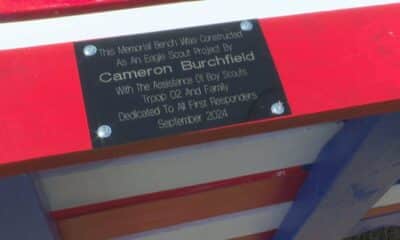 This Memorial Bench Was Constructed
As An Eagle Scout Project By
Cameron Burchfield
With The Assistance Of Boy Scouts
Troop 02 And Family
Dedicated To All First Responders
September 2024